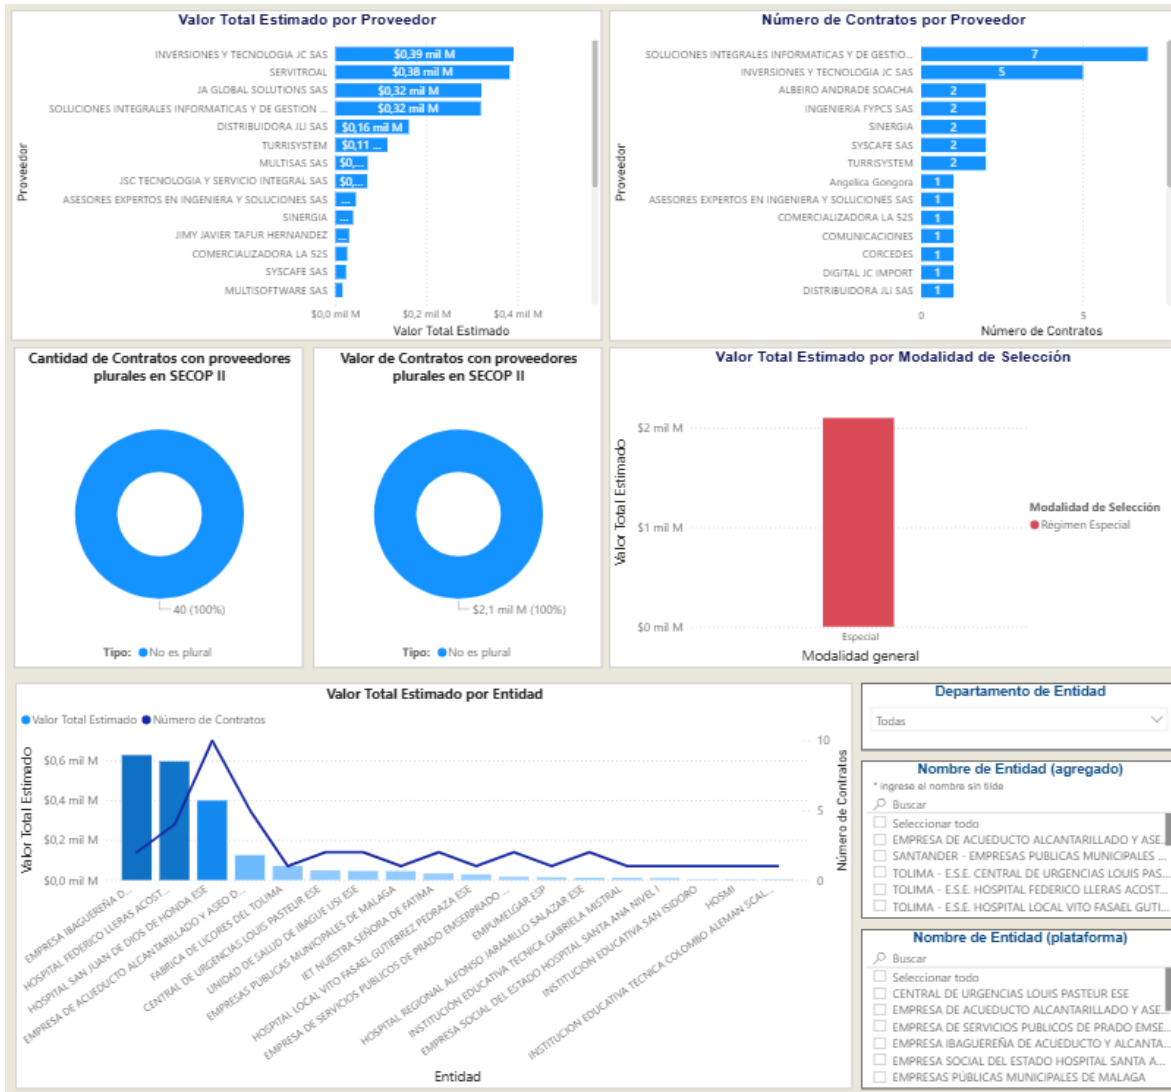 Valor Total Estimado por Proveedor
Proveedor
INVERSIONES Y TECNOLOGIA JC SAS $0,39 mil M
SERVITROAL $0,38 mil M
JA GLOBAL SOLUTIONS SAS $0,32 mil M
SOLUCIONES INTEGRALES INFORMATICAS Y DE GESTION ... $0,32 mil M
DISTRIBUIDORA JLI SAS $0,16 mil M
TURRISYSTEM $0,11 ...
MULTISAS SAS $0,...
JSC TECNOLOGIA Y SERVICIO INTEGRAL SAS $0,...
ASESORES EXPERTOS EN INGENIERA Y SOLUCIONES SAS ...
SINERGIA ...
JIMY JAVIER TAFUR HERNANDEZ ...
COMERCIALIZADORA LA 52S
SYSCAFE SAS
MULTISOFTWARE SAS
$0,0 mil M $0,2 mil M $0,4 mil M
Valor Total Estimado
Número de Contratos por Proveedor
Proveedor
SOLUCIONES INTEGRALES INFORMATICAS Y DE GESTIO... 7
INVERSIONES Y TECNOLOGIA JC SAS 5
ALBEIRO ANDRADE SOACHA 2
INGENIERIA FYPCS SAS 2
SINERGIA 2
SYSCAFE SAS 2
TURRISYSTEM 2
Angelica Gongora 1
ASESORES EXPERTOS EN INGENIERA Y SOLUCIONES SAS 1
COMERCIALIZADORA LA 52S 1
COMUNICACIONES 1
CORCEDES 1
DIGITAL JC IMPORT 1
DISTRIBUIDORA JLI SAS 1
0 5
Número de Contratos
Cantidad de Contratos con proveedores
plurales en SECOP II
40 (100%)
Tipo: No es plural
Valor de Contratos con proveedores
plurales en SECOP II
$2,1 mil M (100%)
Tipo: No es plural
Valor Total Estimado por Modalidad de Selección
Valor Total Estimado
$2 mil M
$1 mil M
$0 mil M
Especial
Modalidad general
Modalidad de Selección
Régimen Especial
Valor Total Estimado por Entidad
Valor Total Estimado Número de Contratos
Valor Total Estimado
$0,6 mil M
$0,4 mil M
$0,2 mil M
$0,0 mil M
10
5
0
Número de Contratos
EMPRESA IBAGUEREÑA D...
HOSPITAL FEDERICO LLERAS ACOST...
HOSPITAL SAN JUAN DE DIOS DE HONDA ESE
EMPRESA DE ACUEDUCTO ALCANTARILLADO Y ASEO D...
FABRICA DE LICORES DEL TOLIMA
CENTRAL DE URGENCIAS LOUIS PASTEUR ESE
UNIDAD DE SALUD DE IBAGUE USI ESE
EMPRESAS PÚBLICAS MUNICIPALES DE MALAGA
IET NUESTRA SEÑORA DE FATIMA
HOSPITAL LOCAL VITO FASAEL GUTIERREZ PEDRAZA ESE
EMPRESA DE SERVICIOS PUBLICOS DE PRADO EMSERPRADO ...
EMPUMELGAR ESP
HOSPITAL REGIONAL ALFONSO JARAMILLO SALAZAR ESE
INSTITUCIÓN EDUCATIVA TECNICA GABRIELA MISTRAL
EMPRESA SOCIAL DEL ESTADO HOSPITAL SANTA ANA NIVEL I
INSTITUCION EDUCATIVA SAN ISIDORO
HOSMI
INSTITUCION EDUCATIVA TECNICA COLOMBO ALEMAN SCAL...
Entidad
Departamento de Entidad
Todas
Nombre de Entidad (agregado)
* ingrese el nombre sin tilde
Buscar
Seleccionar todo
EMPRESA DE ACUEDUCTO ALCANTARILLADO Y ASE...
SANTANDER - EMPRESAS PUBLICAS MUNICIPALES ...
TOLIMA - E.S.E. CENTRAL DE URGENCIAS LOUIS PAS...
TOLIMA - E.S.E. HOSPITAL FEDERICO LLERAS ACOST...
TOLIMA - E.S.E. HOSPITAL LOCAL VITO FASAEL GUTI...
Nombre de Entidad (plataforma)
Buscar
Seleccionar todo
CENTRAL DE URGENCIAS LOUIS PASTEUR ESE
EMPRESA DE ACUEDUCTO ALCANTARILLADO Y ASE...
EMPRESA DE SERVICIOS PUBLICOS DE PRADO EMSE...
EMPRESA IBAGUEREÑA DE ACUEDUCTO Y ALCANTA...
EMPRESA SOCIAL DEL ESTADO HOSPITAL SANTA A...
EMPRESAS PÚBLICAS MUNICIPALES DE MALAGA